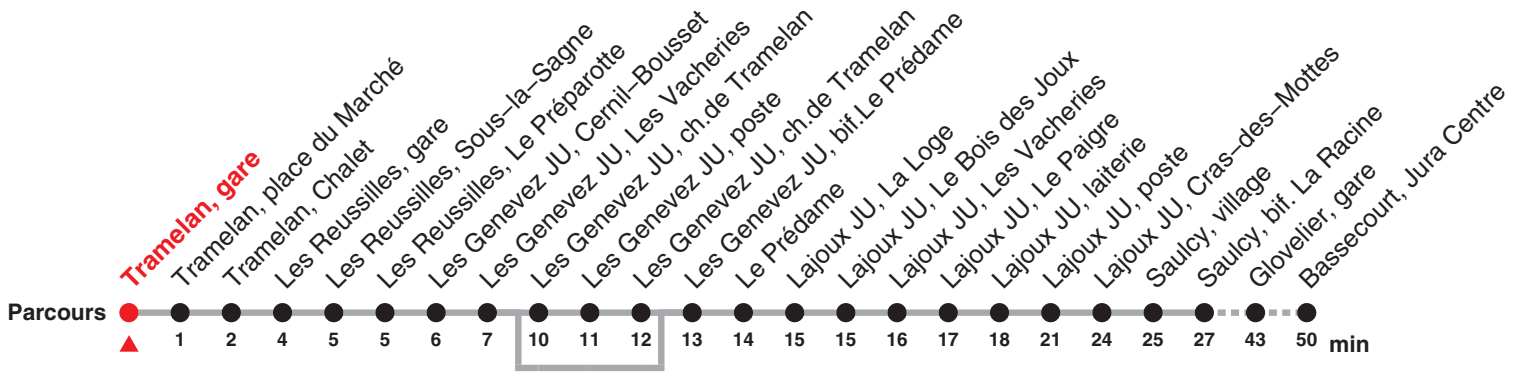 Tramelan, gare
Tramelan, place du Marché
Tramelan, Chalet
Les Reussilles, gare
Les Reussilles, Sous–la–Sagne
Les Reussilles, Le Préparotte
Les Genevez JU, Cernil–Bousset
Les Genevez JU, Les Vacheries
Les Genevez JU, ch.de Tramelan
Les Genevez JU, poste
Les Genevez JU, ch.de Tramelan
Les Genevez JU, bif.Le Prédame
Le Prédame
Lajoux JU, La Loge
Lajoux JU, Le Bois des Joux
Lajoux JU, Les Vacheries
Lajoux JU, Le Paigre
Lajoux JU, laiterie
Lajoux JU, poste
Lajoux JU, Cras–des–Mottes
Saulcy, village
Saulcy, bif. La Racine
Glovelier, gare
Bassecourt, Jura Centre
Parcours
1 2 4 5 5 6 7 10 11 12 13 14 15 15 16 17 18 21 24 25 27 43 50 min